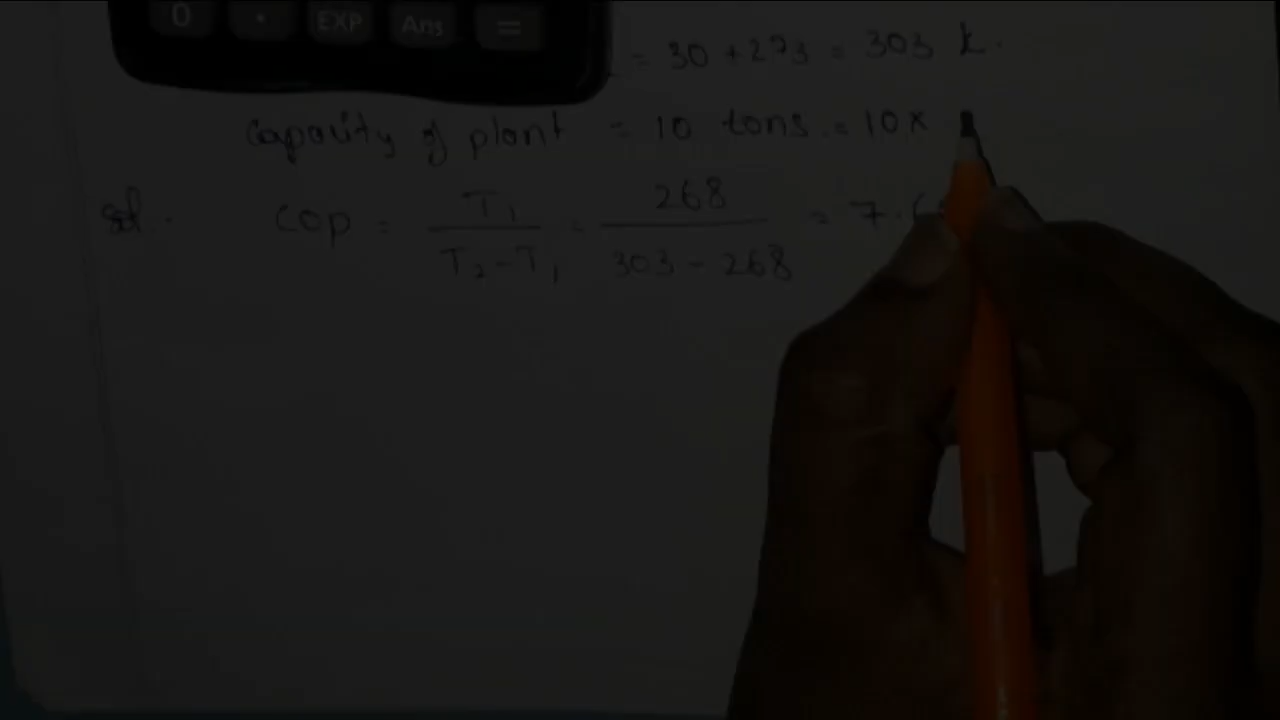 0 . EXP Ans =
= 30 + 273 = 303 k.
Capacity of plant = 10 tons. = 10 x
sol. COP = T1 / T2 - T1 = 268 / 303 - 268 = 7.6